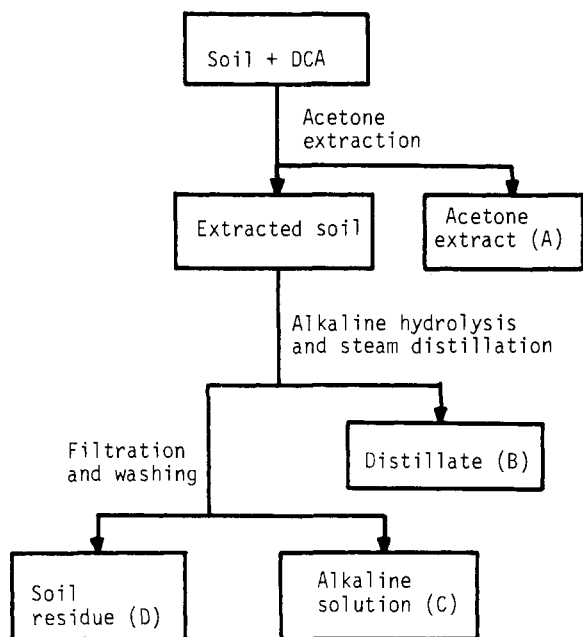 Soil + DCA
Acetone
extraction
Extracted soil
Acetone
extract (A)
Alkaline hydrolysis
and steam distillation
Distillate (B)
Filtration
and washing
Soil
residue (D)
Alkaline
solution (C)